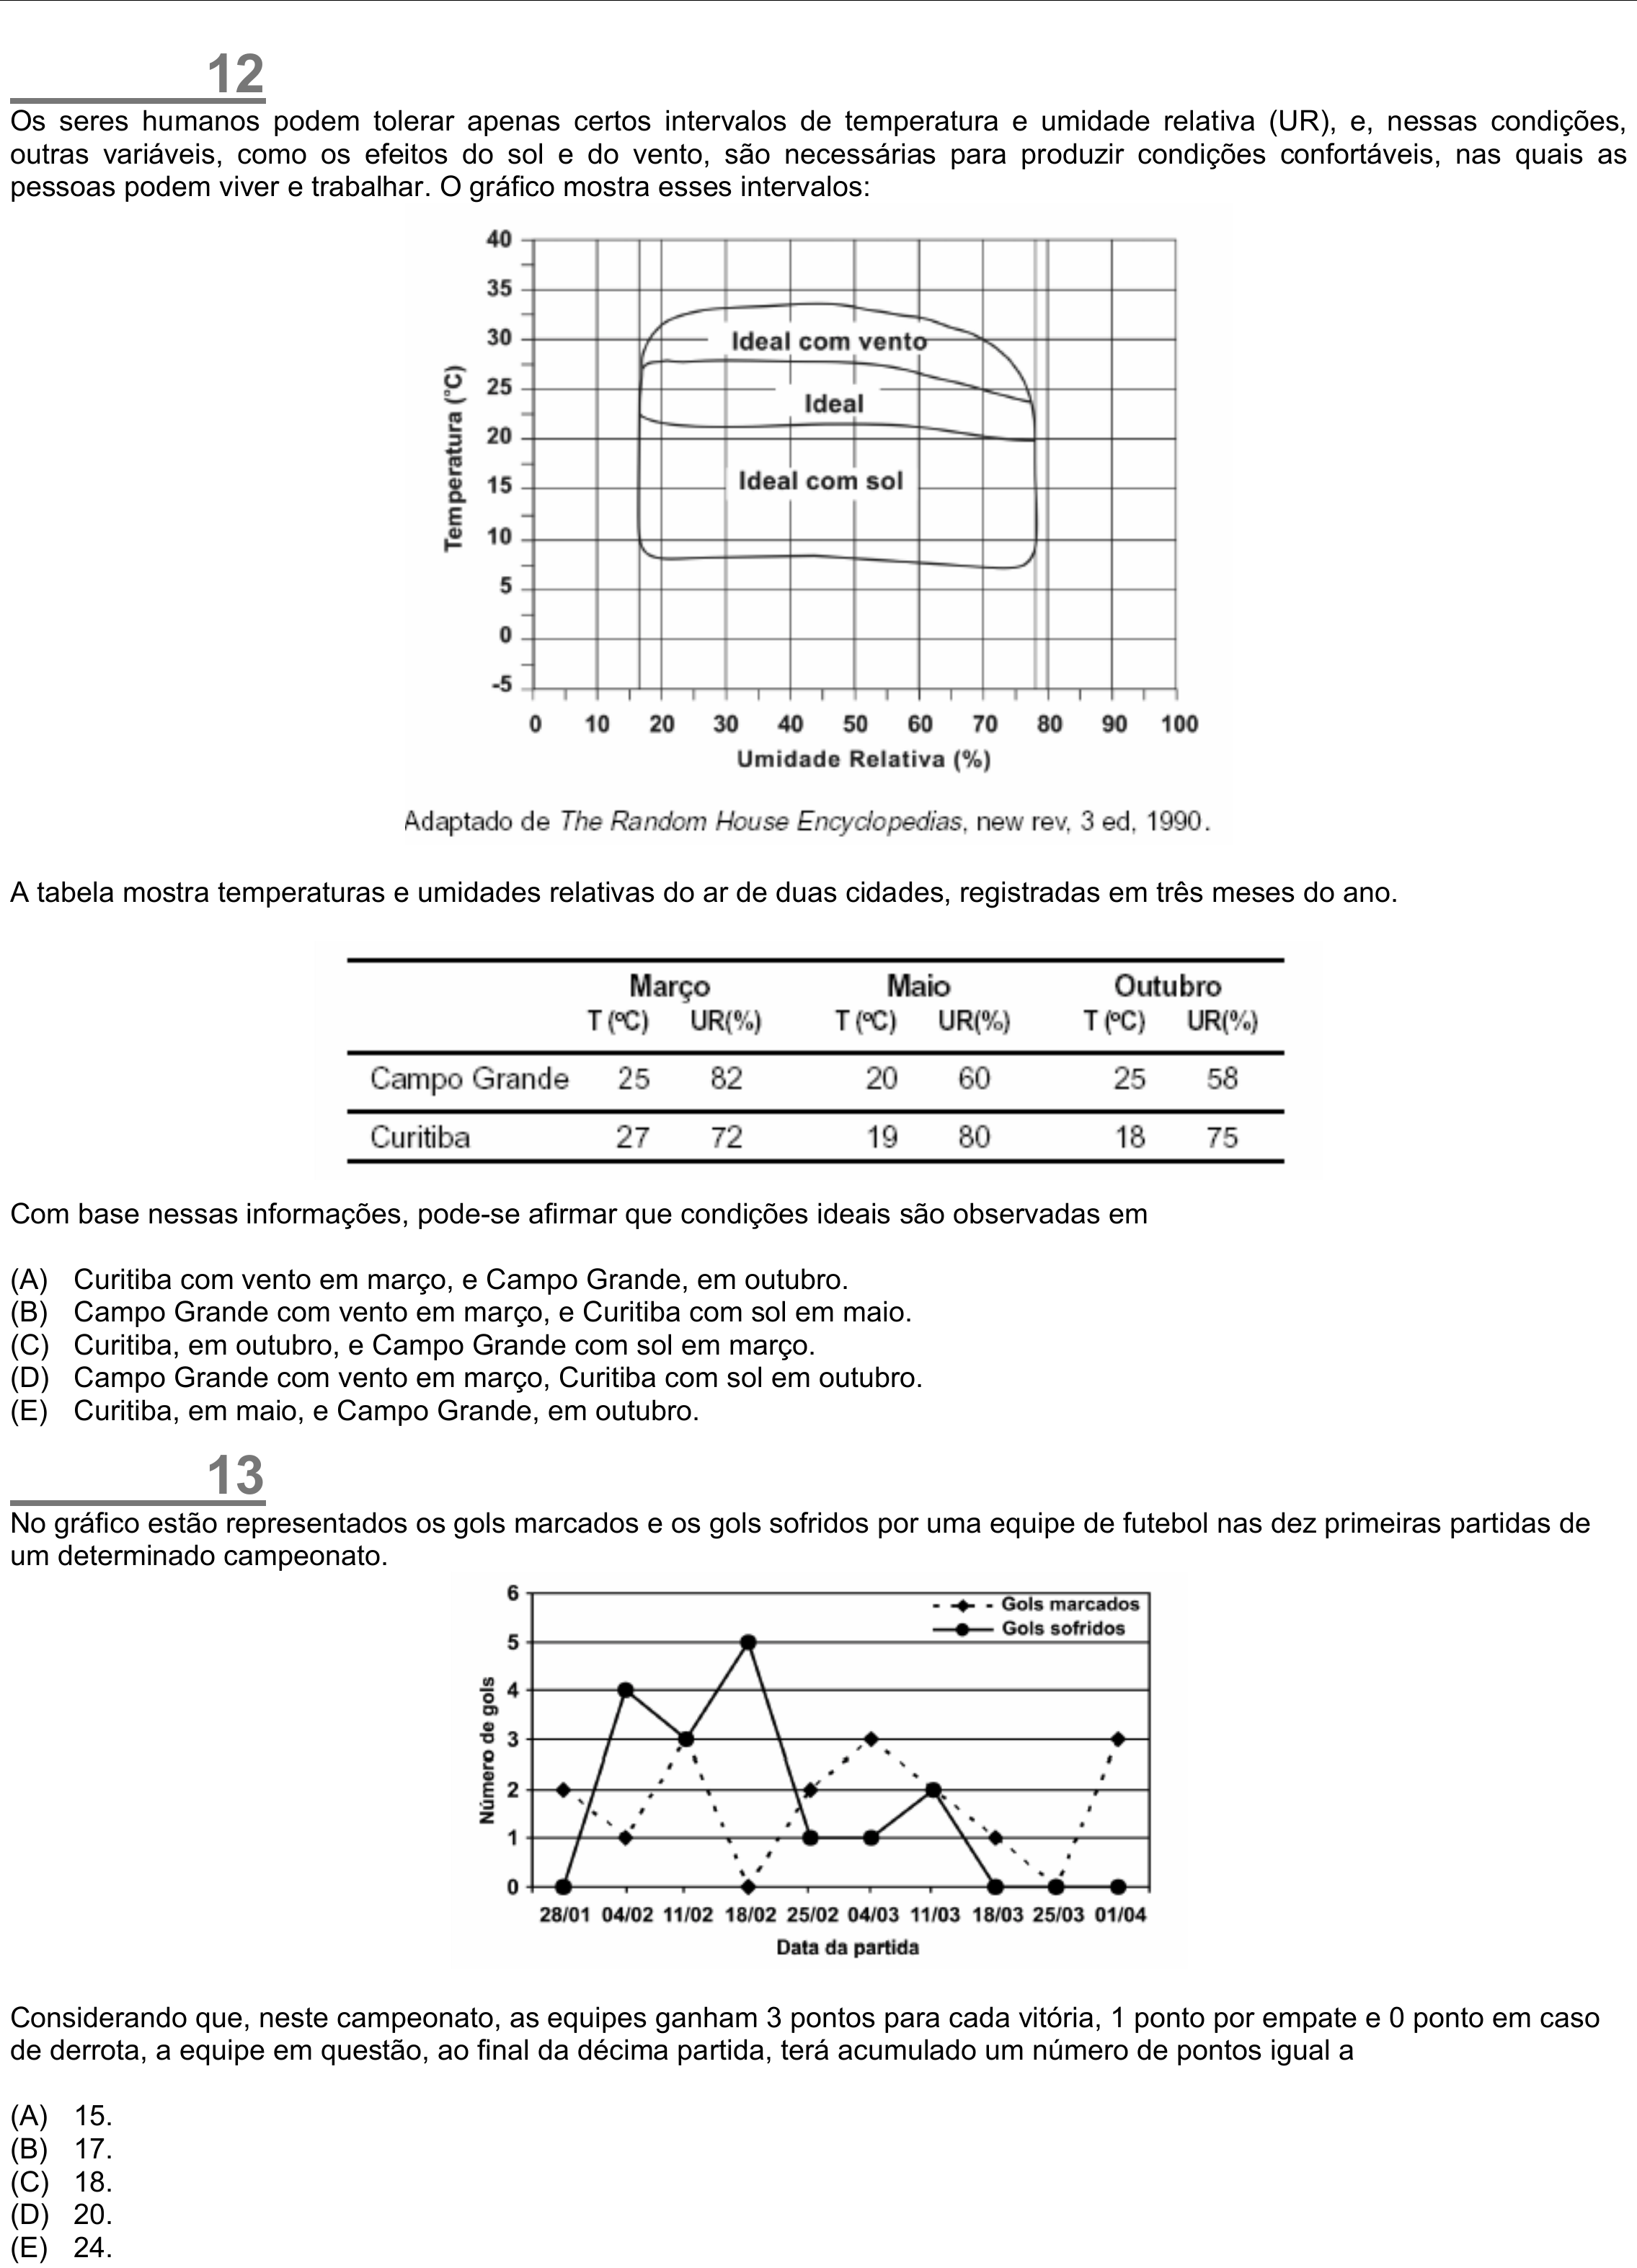 12
Os seres humanos podem tolerar apenas certos intervalos de temperatura e umidade relativa (UR), e, nessas condições,
outras variáveis, como os efeitos do sol e do vento, são necessárias para produzir condições confortáveis, nas quais as
pessoas podem viver e trabalhar. O gráfico mostra esses intervalos:
40
35
30
25
20
15
10
5
0
-5
Temperatura (°C)
Ideal com vento
Ideal
Ideal com sol
0 10 20 30 40 50 60 70 80 90 100
Umidade Relativa (%)
Adaptado de The Random House Encyclopedias, new rev, 3 ed, 1990.
A tabela mostra temperaturas e umidades relativas do ar de duas cidades, registradas em três meses do ano.
Março Maio Outubro
T (ºC) UR(%) T (ºC) UR(%) T (ºC) UR(%)
Campo Grande 25 82 20 60 25 58
Curitiba 27 72 19 80 18 75
Com base nessas informações, pode-se afirmar que condições ideais são observadas em
(A) Curitiba com vento em março, e Campo Grande, em outubro.
(B) Campo Grande com vento em março, e Curitiba com sol em maio.
(C) Curitiba, em outubro, e Campo Grande com sol em março.
(D) Campo Grande com vento em março, Curitiba com sol em outubro.
(E) Curitiba, em maio, e Campo Grande, em outubro.
13
No gráfico estão representados os gols marcados e os gols sofridos por uma equipe de futebol nas dez primeiras partidas de
um determinado campeonato.
6
5
4
3
2
1
0
Número de gols
Gols marcados
Gols sofridos
28/01 04/02 11/02 18/02 25/02 04/03 11/03 18/03 25/03 01/04
Data da partida
Considerando que, neste campeonato, as equipes ganham 3 pontos para cada vitória, 1 ponto por empate e 0 ponto em caso
de derrota, a equipe em questão, ao final da décima partida, terá acumulado um número de pontos igual a
(A) 15.
(B) 17.
(C) 18.
(D) 20.
(E) 24.